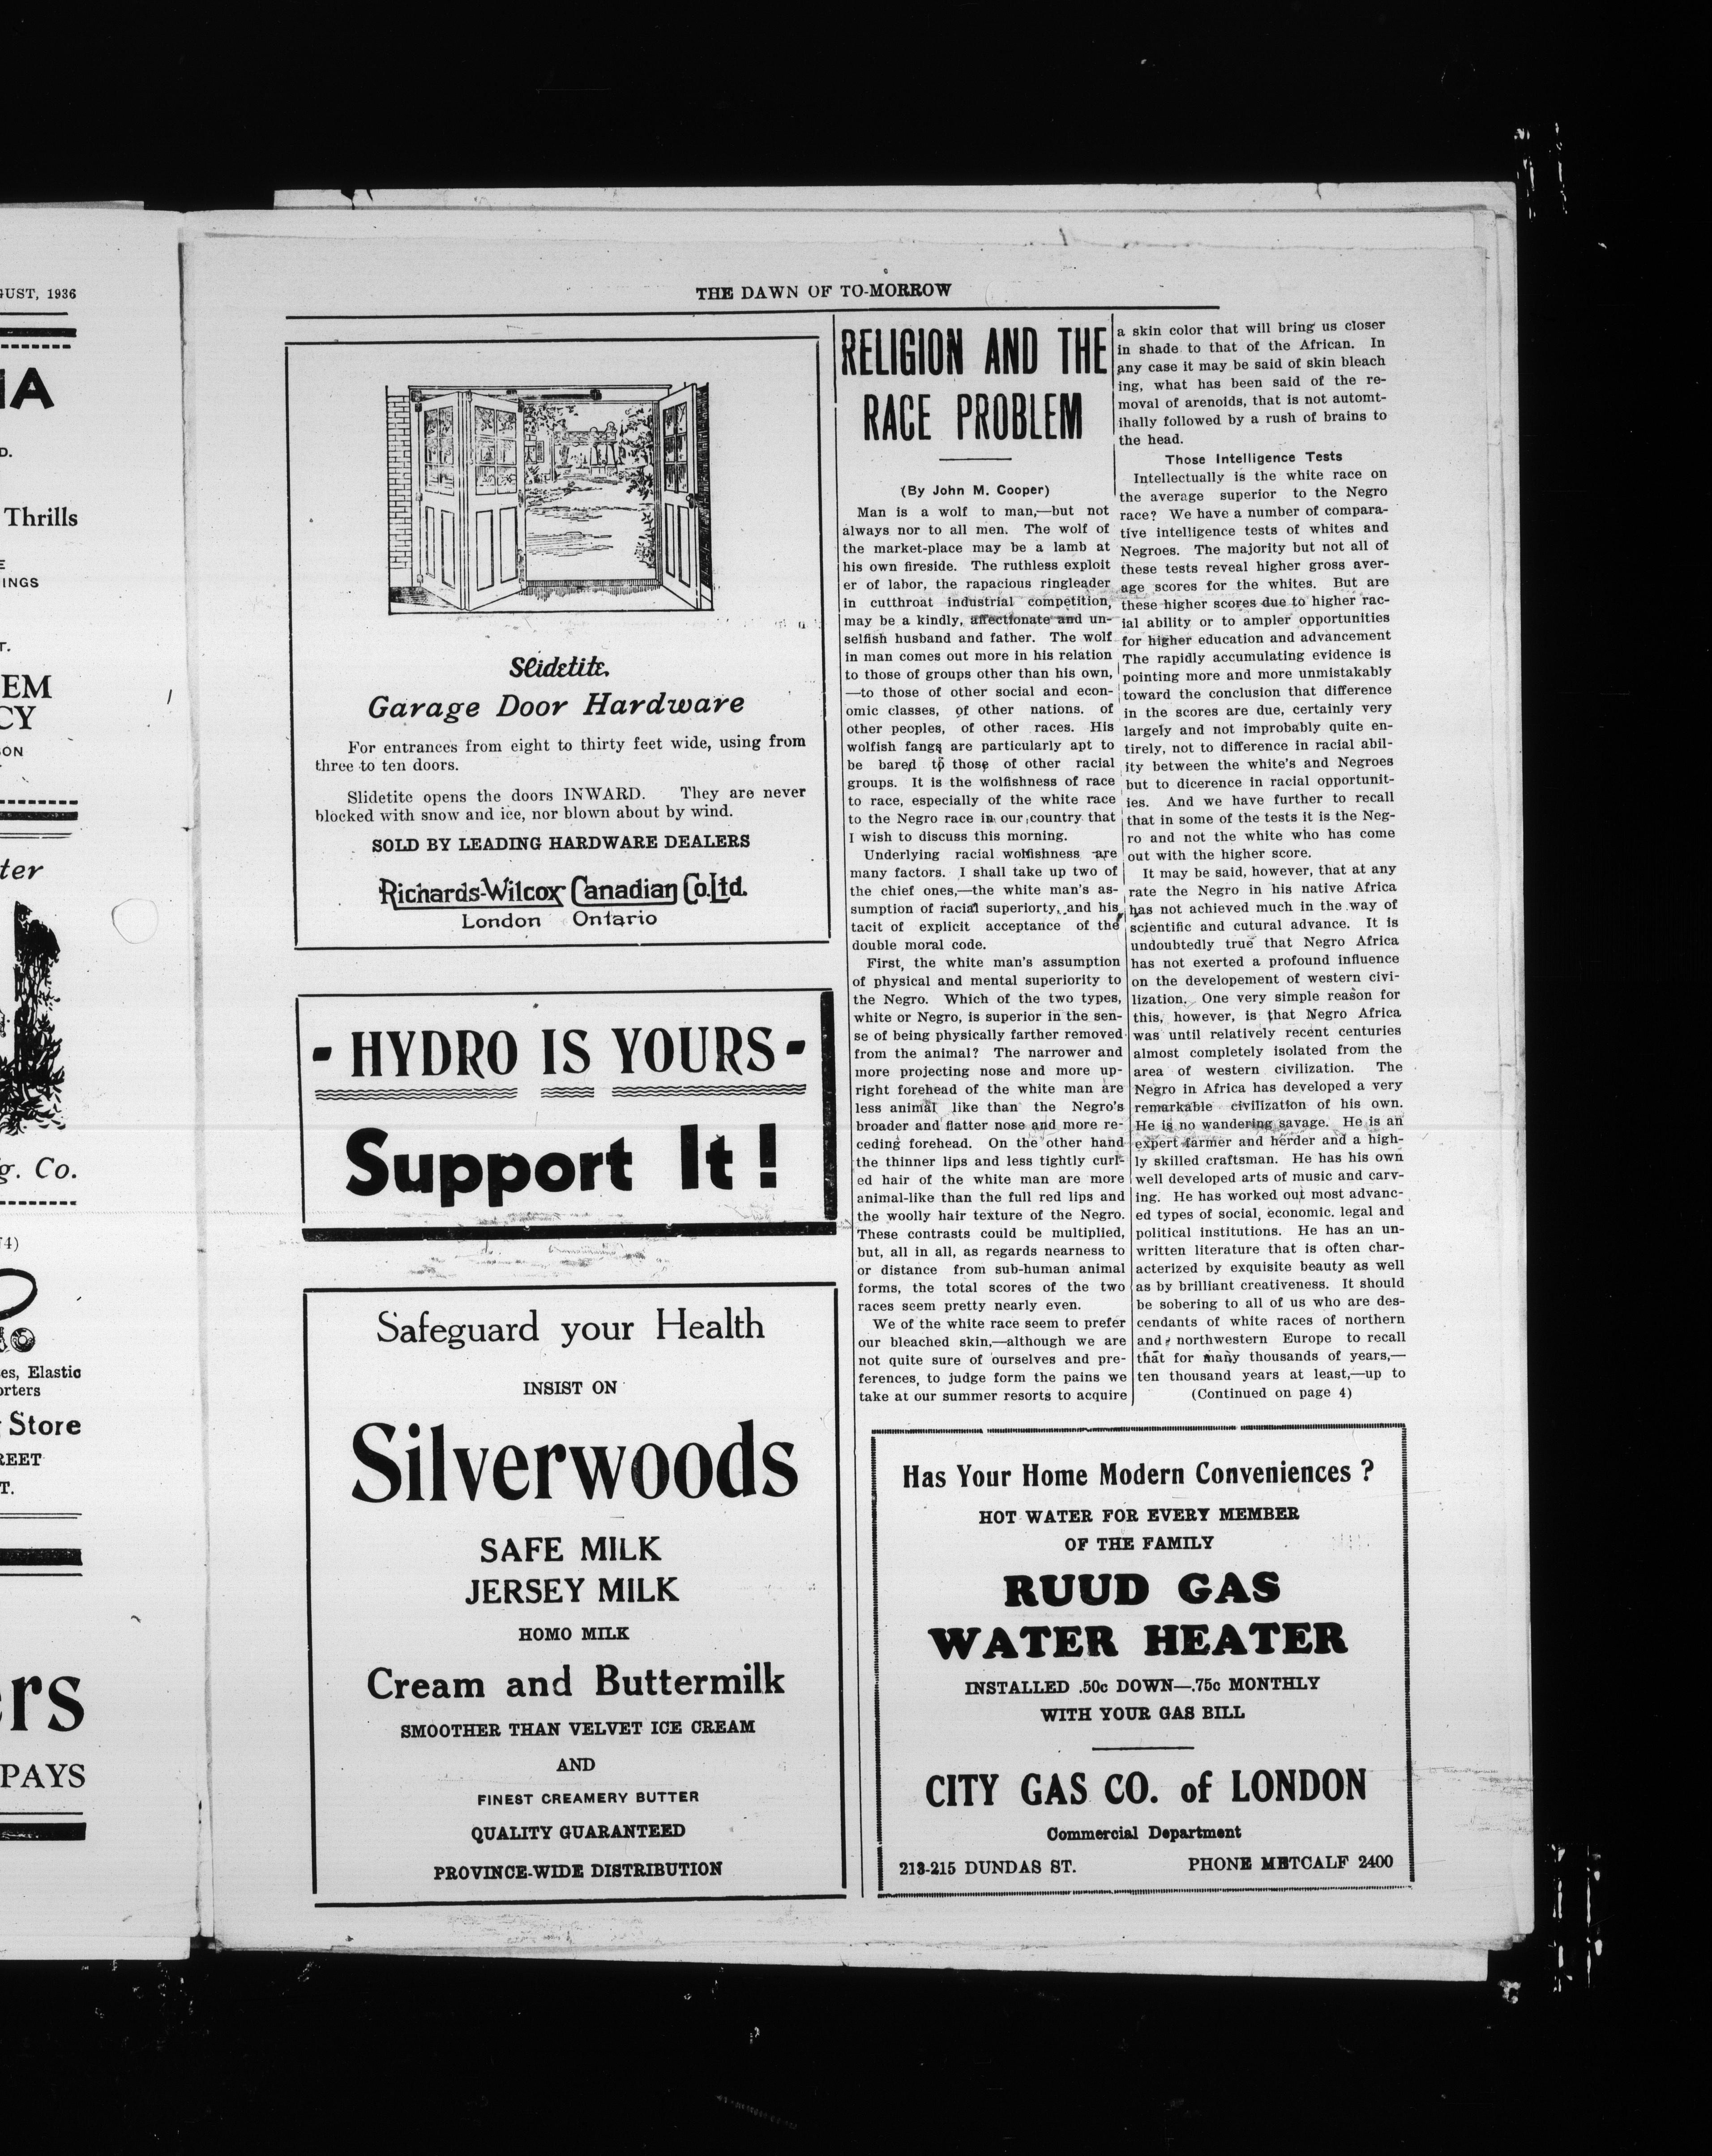 GUST, 1936
IA
D.
Thrills
E
INGS
T.
EM
CY
SON
ter
g. Co.
74)
es, Elastic
orters
Store
REET
T.
ers
PAYS
THE DAWN OF TO-MORROW
Slidetite
Garage Door Hardware
For entrances from eight to thirty feet wide, using from
three to ten doors.
Slidetite opens the doors INWARD. They are never
blocked with snow and ice, nor blown about by wind.
SOLD BY LEADING HARDWARE DEALERS
Richards-Wilcox Canadian Co. Ltd.
London Ontario
- HYDRO IS YOURS -
Support It !
Safeguard your Health
INSIST ON
Silverwoods
SAFE MILK
JERSEY MILK
HOMO MILK
Cream and Buttermilk
SMOOTHER THAN VELVET ICE CREAM
AND
FINEST CREAMERY BUTTER
QUALITY GUARANTEED
PROVINCE-WIDE DISTRIBUTION
RELIGION AND THE
RACE PROBLEM
(By John M. Cooper)
Man is a wolf to man,—but not
always nor to all men. The wolf of
the market-place may be a lamb at
his own fireside. The ruthless exploit
er of labor, the rapacious ringleader
in cutthroat industrial competition,
may be a kindly, affectionate and un-
selfish husband and father. The wolf
in man comes out more in his relation
to those of groups other than his own,
—to those of other social and econ-
omic classes, of other nations. of
other peoples, of other races. His
wolfish fangs are particularly apt to
be bared to those of other racial
groups. It is the wolfishness of race
to race, especially of the white race
to the Negro race in our country that
I wish to discuss this morning.
Underlying racial wolfishness are
many factors. I shall take up two of
the chief ones,—the white man's as-
sumption of racial superiorty, and his
tacit of explicit acceptance of the
double moral code.
First, the white man's assumption
of physical and mental superiority to
the Negro. Which of the two types,
white or Negro, is superior in the sen-
se of being physically farther removed
from the animal? The narrower and
more projecting nose and more up-
right forehead of the white man are
less animal like than the Negro's
broader and flatter nose and more re-
ceding forehead. On the other hand
the thinner lips and less tightly curl-
ed hair of the white man are more
animal-like than the full red lips and
the woolly hair texture of the Negro.
These contrasts could be multiplied,
but, all in all, as regards nearness to
or distance from sub-human animal
forms, the total scores of the two
races seem pretty nearly even.
We of the white race seem to prefer
our bleached skin,—although we are
not quite sure of ourselves and pre-
ferences, to judge form the pains we
take at our summer resorts to acquire
a skin color that will bring us closer
in shade to that of the African. In
any case it may be said of skin bleach
ing, what has been said of the re-
moval of arenoids, that is not automt-
ihally followed by a rush of brains to
the head.
Those Intelligence Tests
Intellectually is the white race on
the average superior to the Negro
race? We have a number of compara-
tive intelligence tests of whites and
Negroes. The majority but not all of
these tests reveal higher gross aver-
age scores for the whites. But are
these higher scores due to higher rac-
ial ability or to ampler opportunities
for higher education and advancement
The rapidly accumulating evidence is
pointing more and more unmistakably
toward the conclusion that difference
in the scores are due, certainly very
largely and not improbably quite en-
tirely, not to difference in racial abil-
ity between the white's and Negroes
but to dicerence in racial opportunit-
ies. And we have further to recall
that in some of the tests it is the Neg-
ro and not the white who has come
out with the higher score.
It may be said, however, that at any
rate the Negro in his native Africa
has not achieved much in the way of
scientific and cutural advance. It is
undoubtedly true that Negro Africa
has not exerted a profound influence
on the developement of western civi-
lization. One very simple reason for
this, however, is that Negro Africa
was until relatively recent centuries
almost completely isolated from the
area of western civilization. The
Negro in Africa has developed a very
remarkable civilization of his own.
He is no wandering savage. He is an
expert farmer and herder and a high-
ly skilled craftsman. He has his own
well developed arts of music and carv-
ing. He has worked out most advanc-
ed types of social, economic. legal and
political institutions. He has an un-
written literature that is often char-
acterized by exquisite beauty as well
as by brilliant creativeness. It should
be sobering to all of us who are des-
cendants of white races of northern
and northwestern Europe to recall
that for many thousands of years,—
ten thousand years at least,—up to
(Continued on page 4)
Has Your Home Modern Conveniences ?
HOT WATER FOR EVERY MEMBER
OF THE FAMILY
RUUD GAS
WATER HEATER
INSTALLED .50c DOWN—.75c MONTHLY
WITH YOUR GAS BILL
CITY GAS CO. of LONDON
Commercial Department
213-215 DUNDAS ST. PHONE METCALF 2400